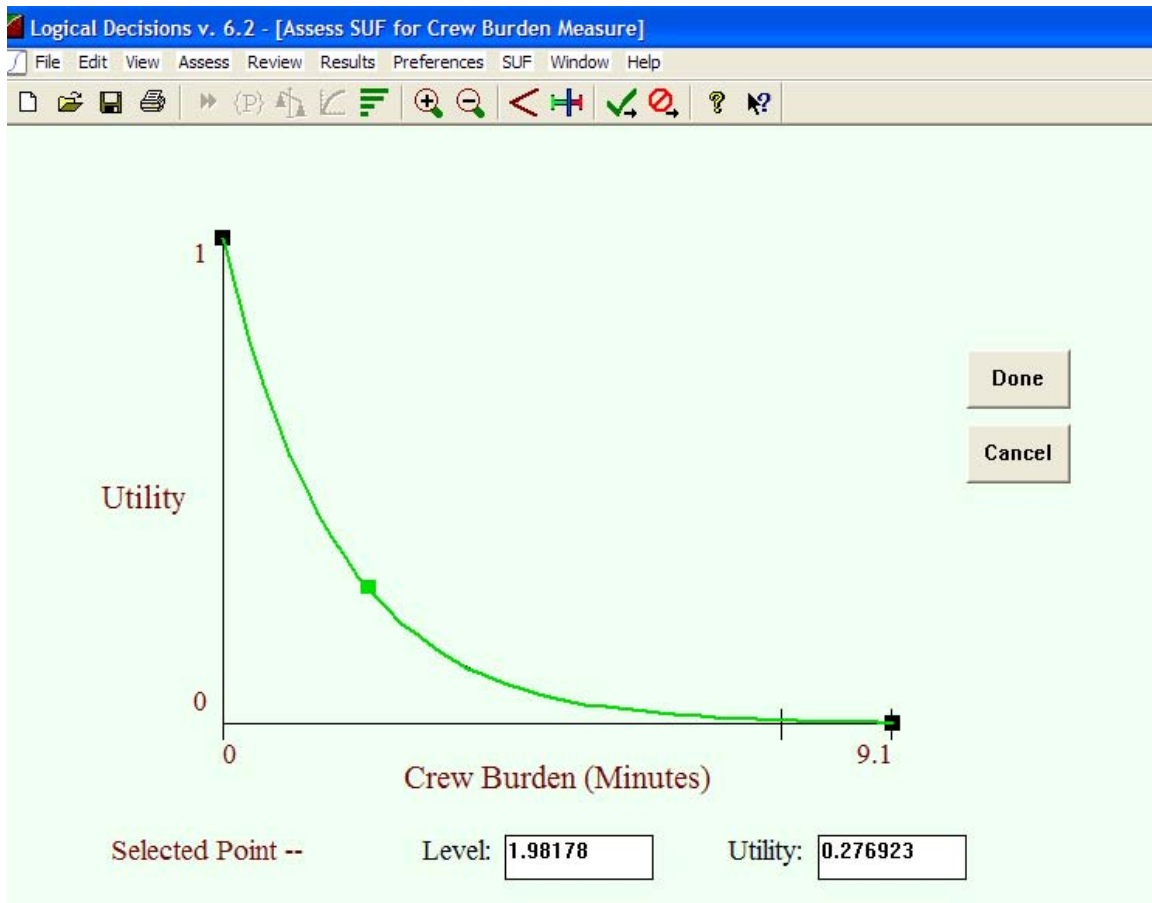 Logical Decisions v. 6.2 - [Assess SUF for Crew Burden Measure]
File Edit View Assess Review Results Preferences SUF Window Help
{P}
1
Utility
0
0 9.1
Crew Burden (Minutes)
Done
Cancel
Selected Point -- Level: 1.98178 Utility: 0.276923